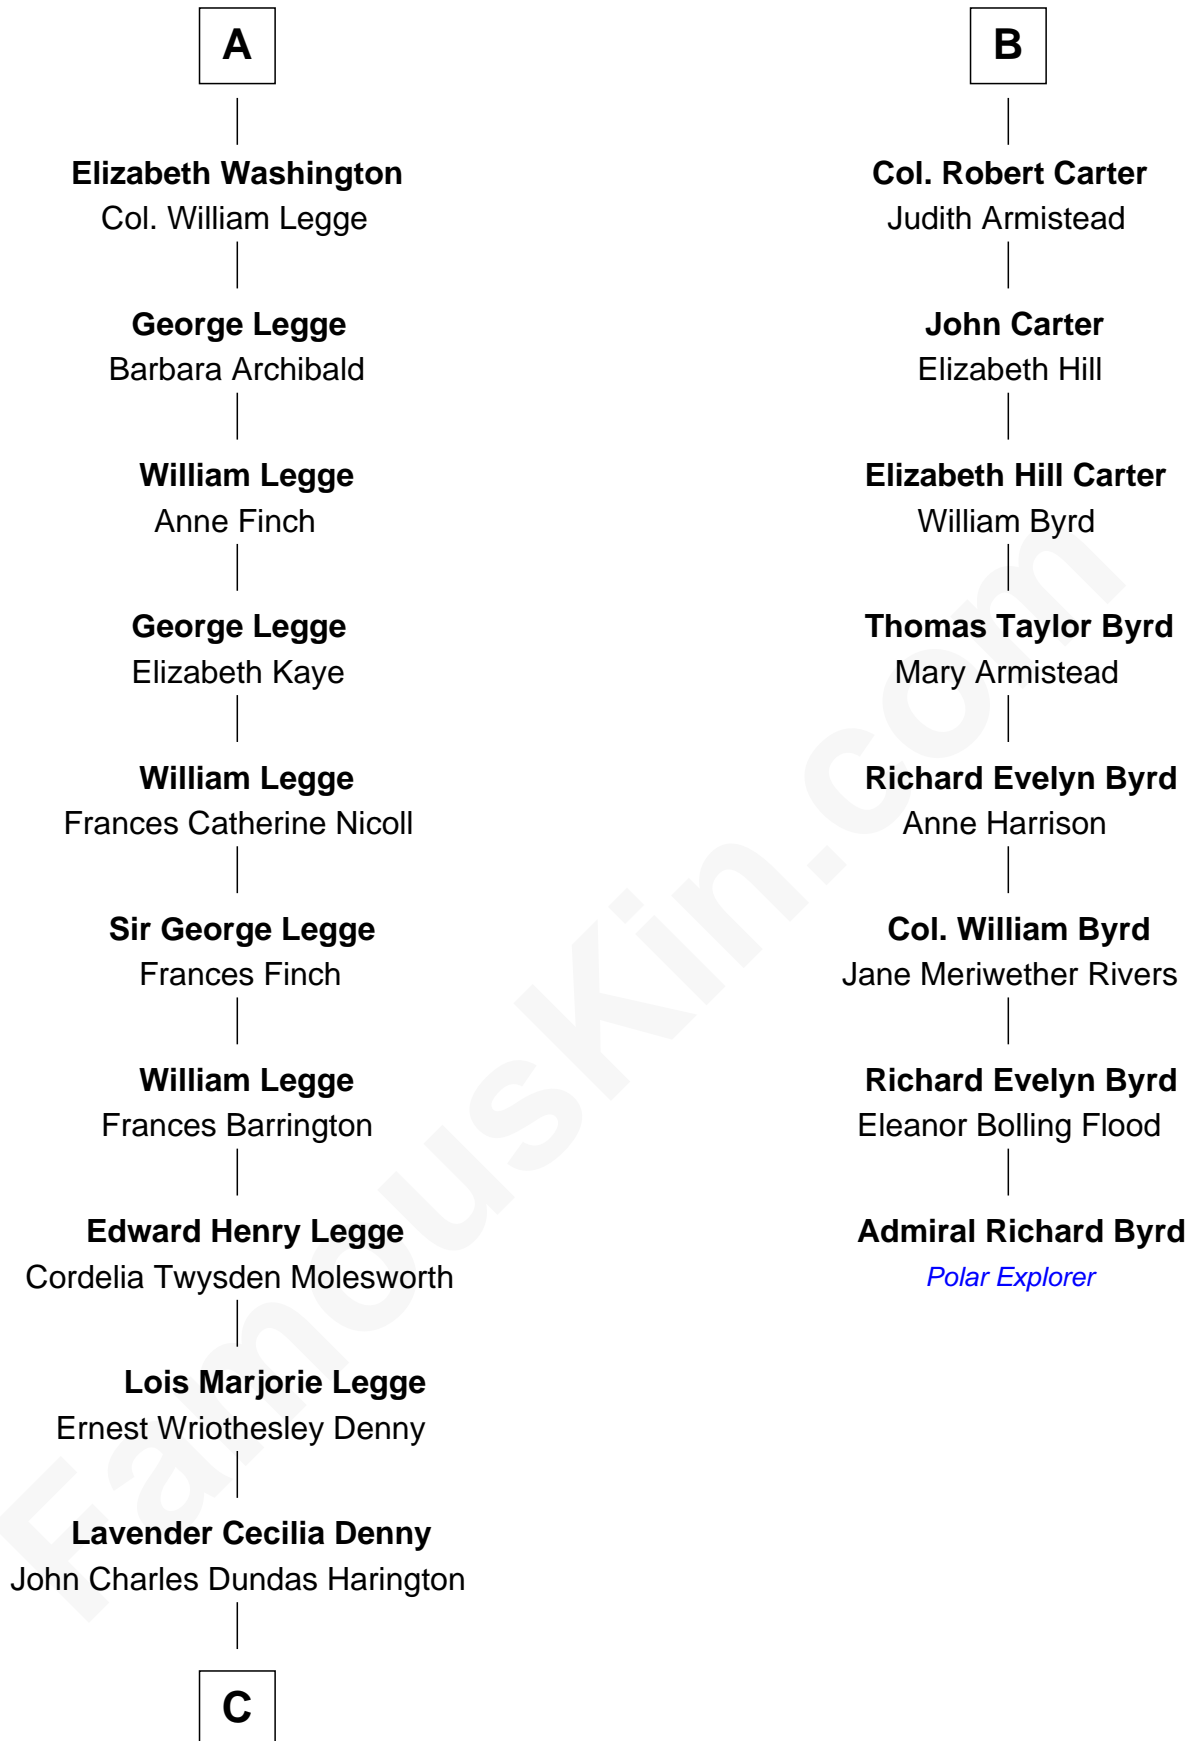 A
Elizabeth Washington
Col. William Legge
George Legge
Barbara Archibald
William Legge
Anne Finch
George Legge
Elizabeth Kaye
William Legge
Frances Catherine Nicoll
Sir George Legge
Frances Finch
William Legge
Frances Barrington
Edward Henry Legge
Cordelia Twysden Molesworth
Lois Marjorie Legge
Ernest Wriothesley Denny
Lavender Cecilia Denny
John Charles Dundas Harington
C
B
Col. Robert Carter
Judith Armistead
John Carter
Elizabeth Hill
Elizabeth Hill Carter
William Byrd
Thomas Taylor Byrd
Mary Armistead
Richard Evelyn Byrd
Anne Harrison
Col. William Byrd
Jane Meriwether Rivers
Richard Evelyn Byrd
Eleanor Bolling Flood
Admiral Richard Byrd
Polar Explorer
FamousKin.com